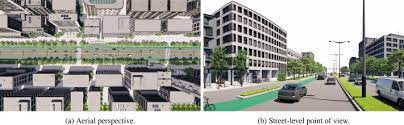 (a) Aerial perspective.
(b) Street-level point of view.